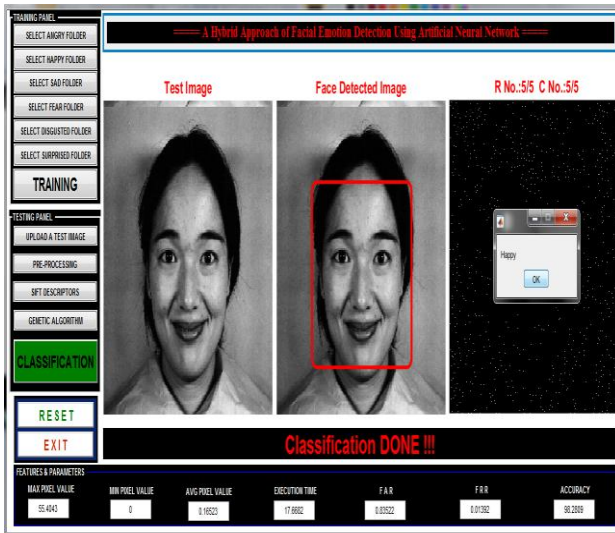 TRAINING PANEL
SELECT ANGRY FOLDER
SELECT HAPPY FOLDER
SELECT SAD FOLDER
SELECT FEAR FOLDER
SELECT DISGUSTED FOLDER
SELECT SURPRISED FOLDER
TRAINING
TESTING PANEL
UPLOAD A TEST IMAGE
PRE-PROCESSING
SIFT DESCRIPTORS
GENETIC ALGORITHM
CLASSIFICATION
RESET
EXIT
===== A Hybrid Approach of Facial Emotion Detection Using Artificial Neural Network =====
Test Image
Face Detected Image
R No.:5/5 C No.:5/5
Happy
OK
Classification DONE !!!
FEATURES & PARAMETERS
MAX PIXEL VALUE
55.4043
MIN PIXEL VALUE
0
AVG PIXEL VALUE
0.16523
EXECUTION TIME
17.6682
F A R
0.03522
F R R
0.01392
ACCURACY
98.2809